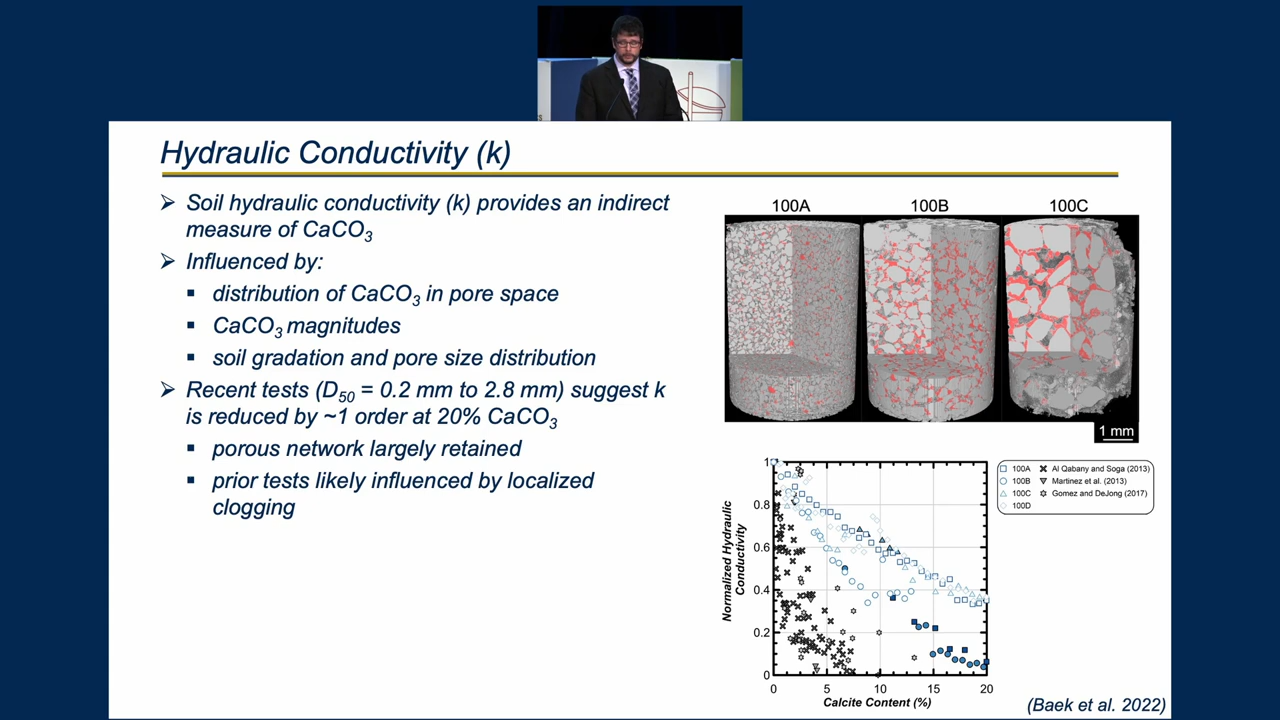 Hydraulic Conductivity (k)
Soil hydraulic conductivity (k) provides an indirect
measure of CaCO3
Influenced by:
distribution of CaCO3 in pore space
CaCO3 magnitudes
soil gradation and pore size distribution
Recent tests (D50 = 0.2 mm to 2.8 mm) suggest k
is reduced by ~1 order at 20% CaCO3
porous network largely retained
prior tests likely influenced by localized
clogging
100A 100B 100C
1 mm
Normalized Hydraulic
Conductivity
1
0.8
0.6
0.4
0.2
0
0 5 10 15 20
Calcite Content (%)
100A Al Qabany and Soga (2013)
100B Martinez et al. (2013)
100C Gomez and DeJong (2017)
100D
(Baek et al. 2022)